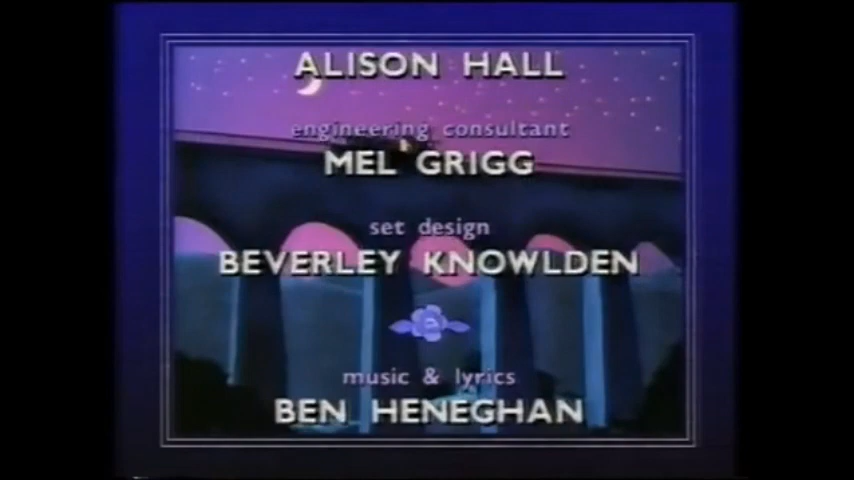 ALISON HALL
engineering consultant
MEL GRIGG
set design
BEVERLEY KNOWLDEN
music & lyrics
BEN HENEGHAN